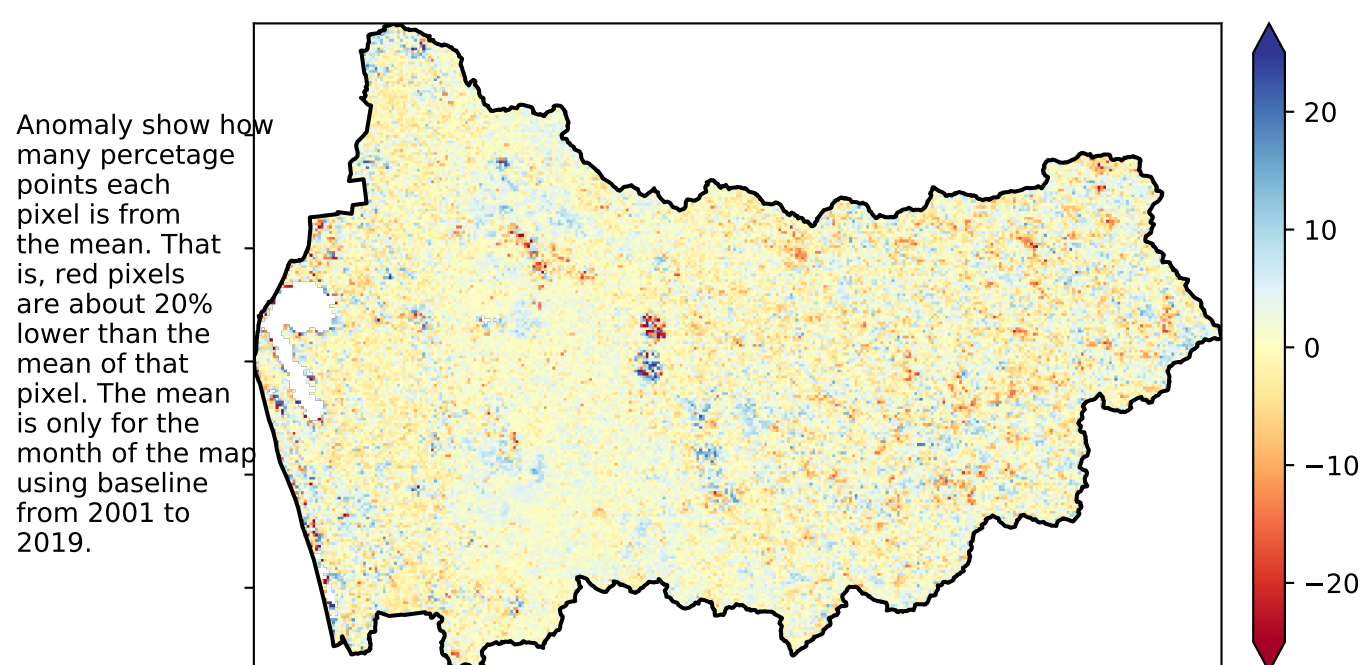 Anomaly show how
many percetage
points each
pixel is from
the mean. That
is, red pixels
are about 20%
lower than the
mean of that
pixel. The mean
is only for the
month of the map
using baseline
from 2001 to
2019.
20
10
0
−10
−20